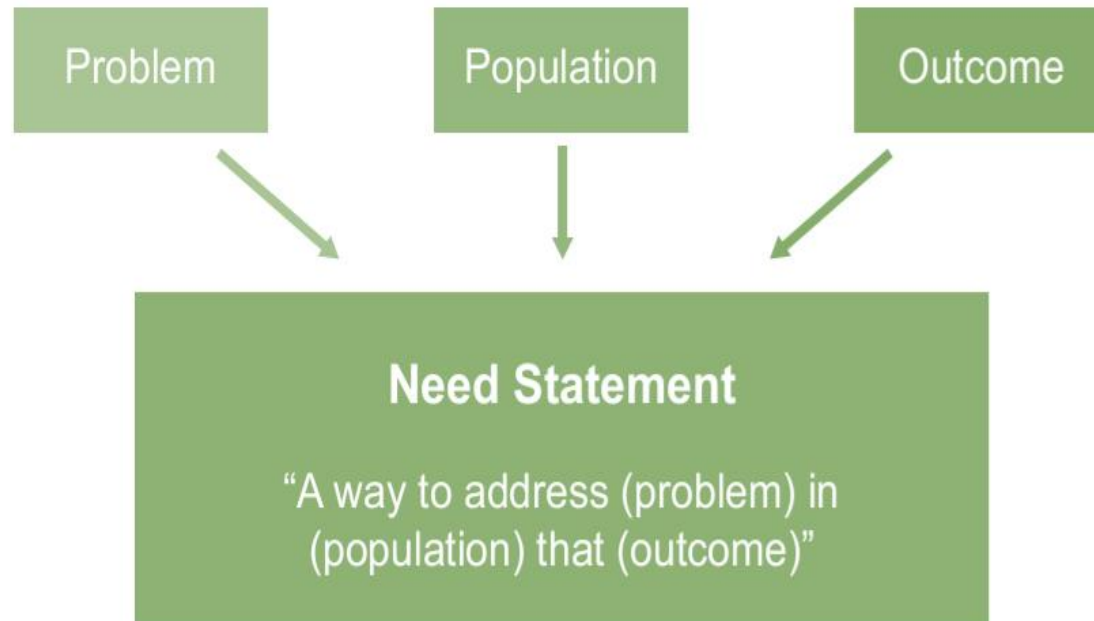 Problem
Population
Outcome
Need Statement
“A way to address (problem) in
(population) that (outcome)”